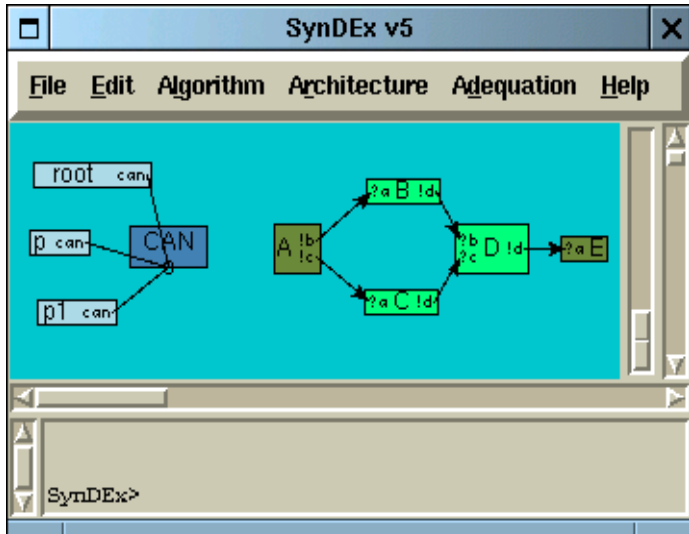 SynDEx v5
File Edit Algorithm Architecture Adequation Help
root can
p can
p1 can
CAN
A !b !c
?a B !d
?a C !d
?b ?c D !d
?a E
SynDEx>